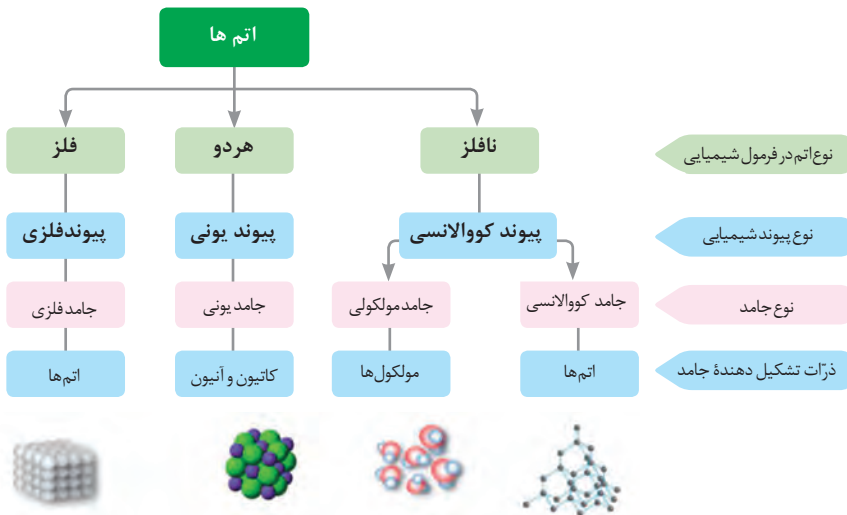 اتم ها
نوع اتم در فرمول شیمیایی
نافلز
هردو
فلز
نوع پیوند شیمیایی
پیوند کووالانسی
پیوند یونی
پیوند فلزی
نوع جامد
جامد کووالانسی
جامد مولکولی
جامد یونی
جامد فلزی
ذرّات تشکیل دهندهٔ جامد
اتم‌ها
مولکول‌ها
کاتیون و آنیون
اتم‌ها